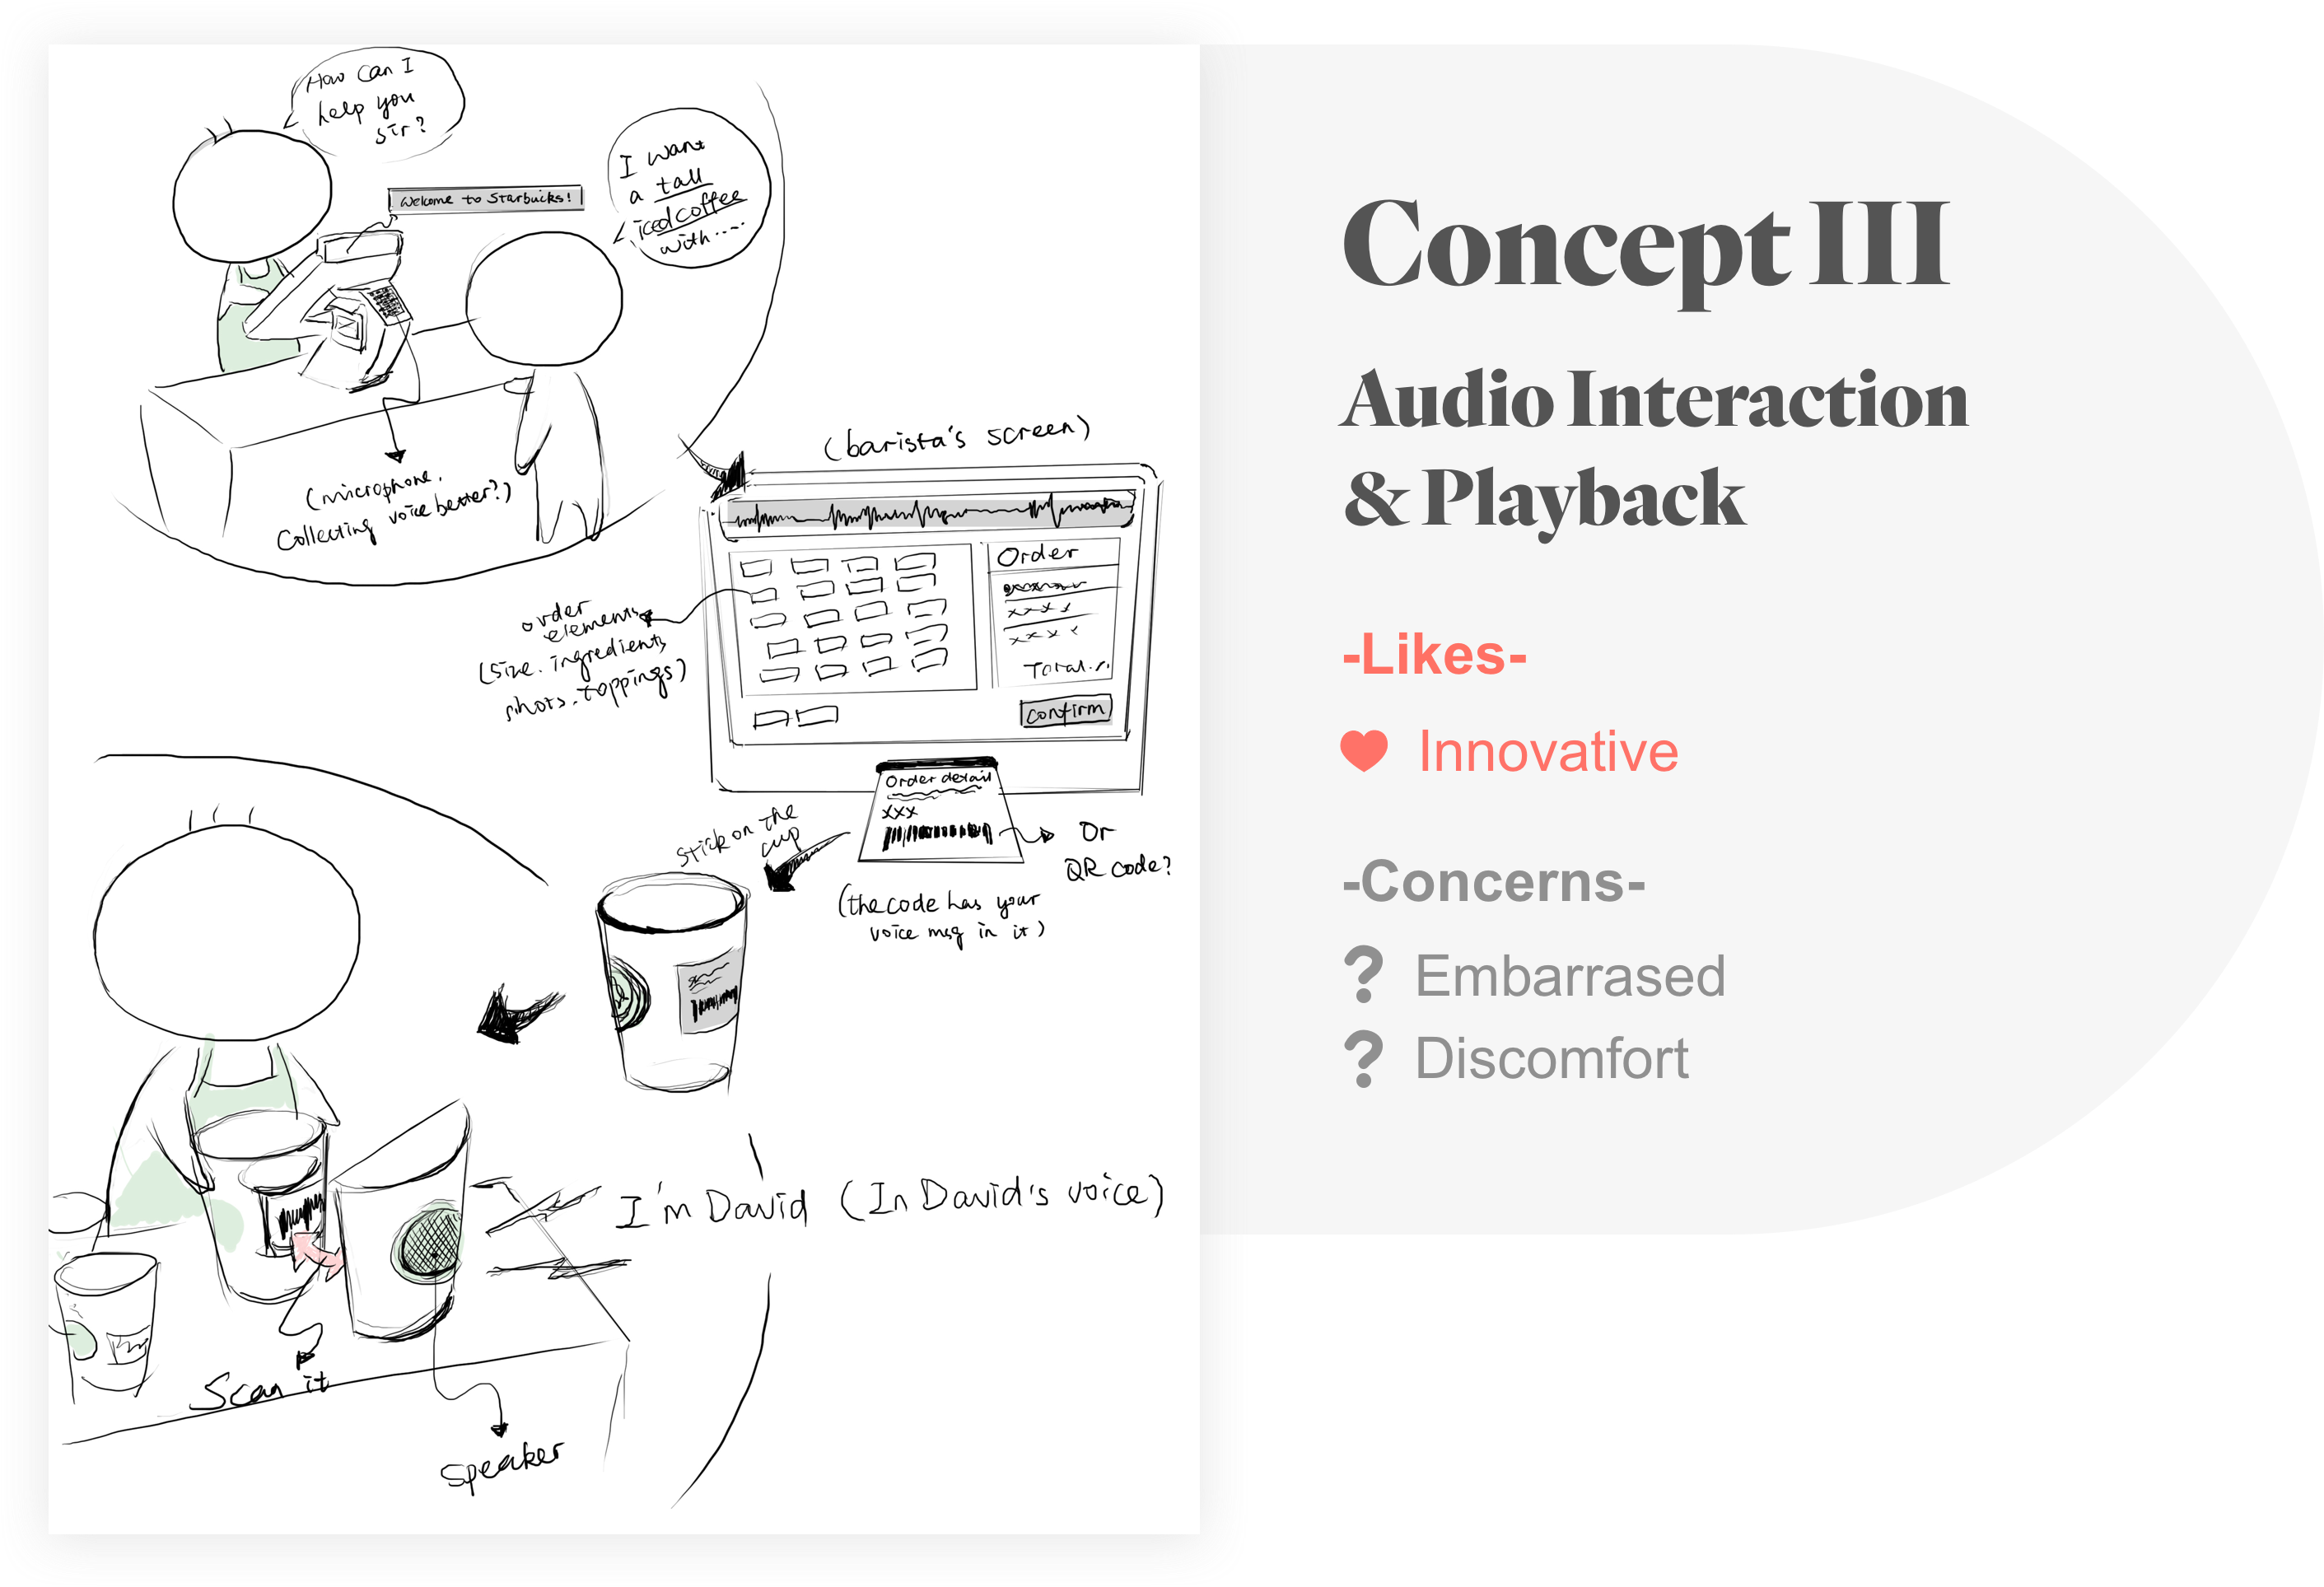 How can I
help you
sir?
Welcome to Starbucks!
I want
a tall
iced coffee
with.....
(microphone.
Collecting voice better?)
(barista's screen)
Order
xxxx
xxxx
Total
confirm
order
elements
(size. ingredients
shots. toppings)
Order detail
xxx
Or
QR code?
stick on the
cup
(the code has your
voice msg in it)
I'm David (In David's voice)
Scan it
Speaker
Concept III
Audio Interaction
& Playback
-Likes-
Innovative
-Concerns-
? Embarrased
? Discomfort